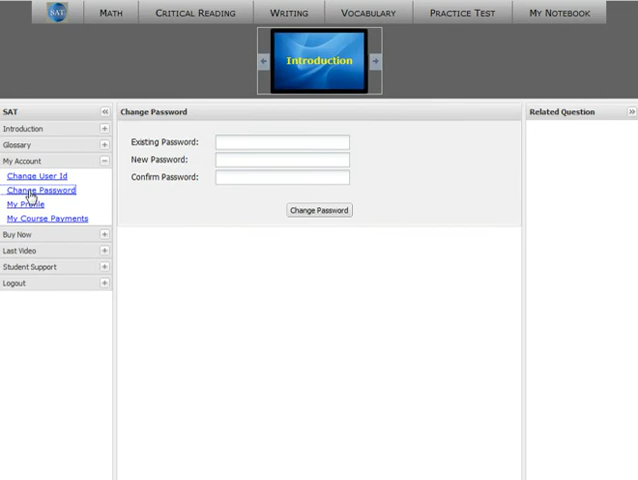 SAT
MATH
CRITICAL READING
WRITING
VOCABULARY
PRACTICE TEST
MY NOTEBOOK
Introduction
SAT
Introduction
Glossary
My Account
Change User Id
Change Password
My Profile
My Course Payments
Buy Now
Last Video
Student Support
Logout
Change Password
Existing Password:
New Password:
Confirm Password:
Change Password
Related Question